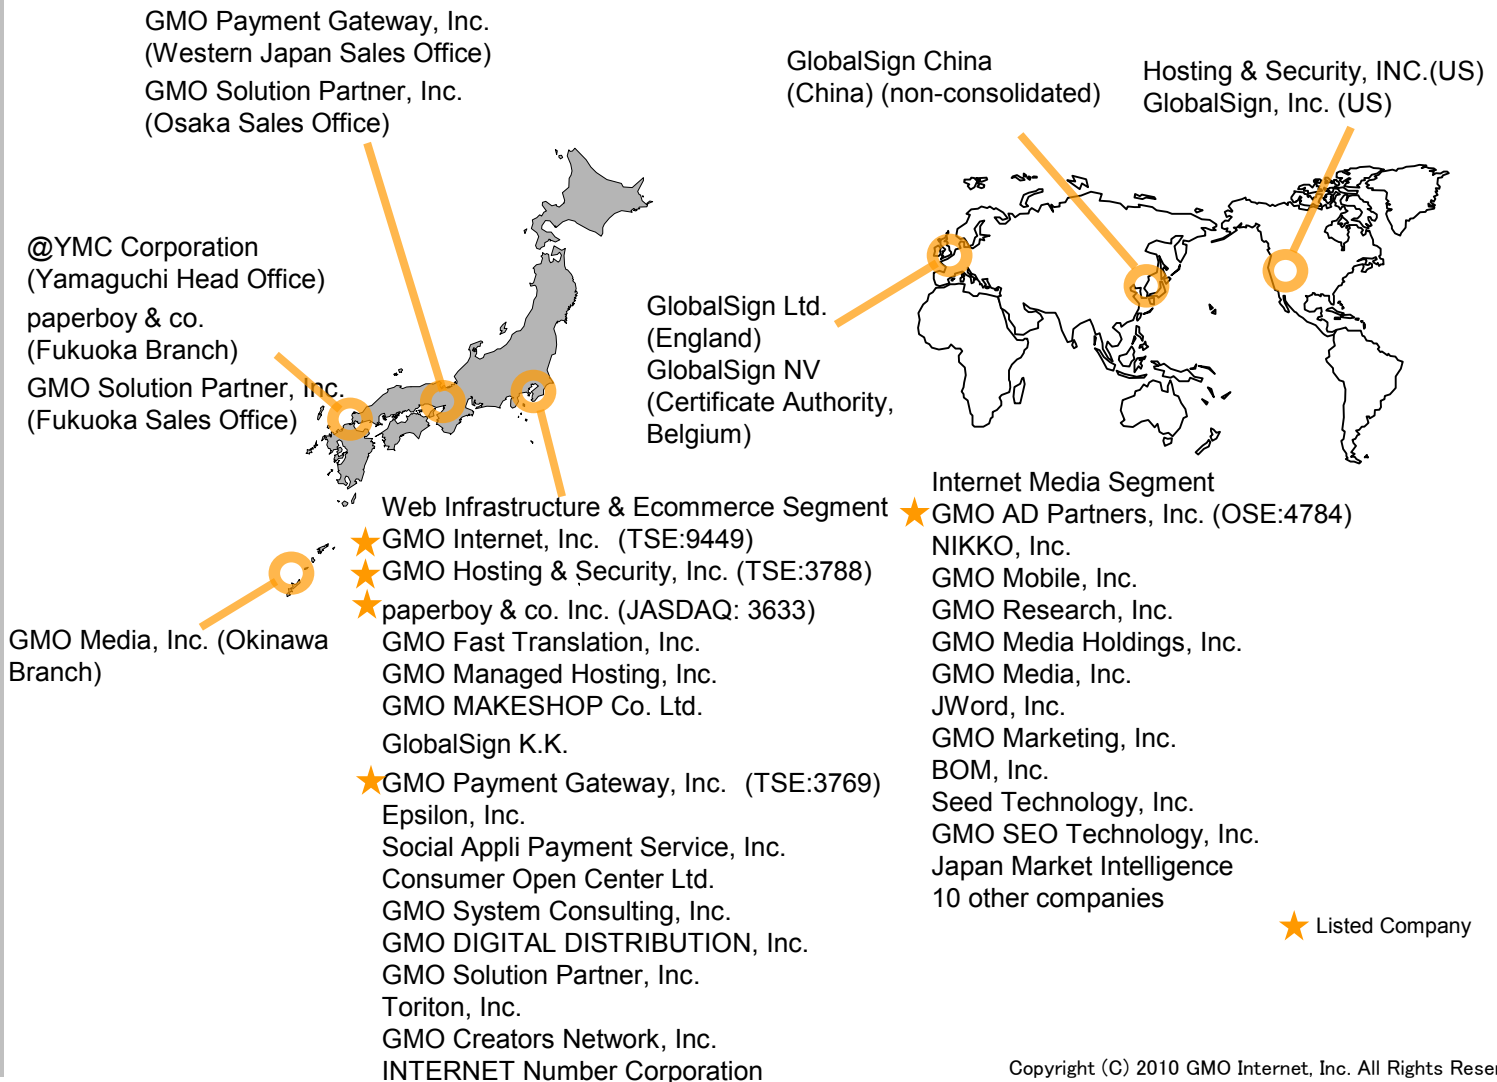 GMO Payment Gateway, Inc.
(Western Japan Sales Office)
GMO Solution Partner, Inc.
(Osaka Sales Office)
GlobalSign China
(China) (non-consolidated)
Hosting & Security, INC.(US)
GlobalSign, Inc. (US)
@YMC Corporation
(Yamaguchi Head Office)
paperboy & co.
(Fukuoka Branch)
GMO Solution Partner, Inc.
(Fukuoka Sales Office)
GlobalSign Ltd.
(England)
GlobalSign NV
(Certificate Authority,
Belgium)
GMO Media, Inc. (Okinawa
Branch)
Web Infrastructure & Ecommerce Segment
GMO Internet, Inc. (TSE:9449)
GMO Hosting & Security, Inc. (TSE:3788)
paperboy & co. Inc. (JASDAQ: 3633)
GMO Fast Translation, Inc.
GMO Managed Hosting, Inc.
GMO MAKESHOP Co. Ltd.
GlobalSign K.K.
GMO Payment Gateway, Inc. (TSE:3769)
Epsilon, Inc.
Social Appli Payment Service, Inc.
Consumer Open Center Ltd.
GMO System Consulting, Inc.
GMO DIGITAL DISTRIBUTION, Inc.
GMO Solution Partner, Inc.
Toriton, Inc.
GMO Creators Network, Inc.
INTERNET Number Corporation
Internet Media Segment
GMO AD Partners, Inc. (OSE:4784)
NIKKO, Inc.
GMO Mobile, Inc.
GMO Research, Inc.
GMO Media Holdings, Inc.
GMO Media, Inc.
JWord, Inc.
GMO Marketing, Inc.
BOM, Inc.
Seed Technology, Inc.
GMO SEO Technology, Inc.
Japan Market Intelligence
10 other companies
Listed Company
Copyright (C) 2010 GMO Internet, Inc. All Rights Reser